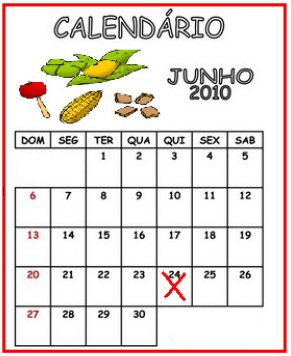 CALENDÁRIO
JUNHO
2010
DOM SEG TER QUA QUI SEX SAB
1 2 3 4 5
6 7 8 9 10 11 12
13 14 15 16 17 18 19
20 21 22 23 24 25 26
27 28 29 30